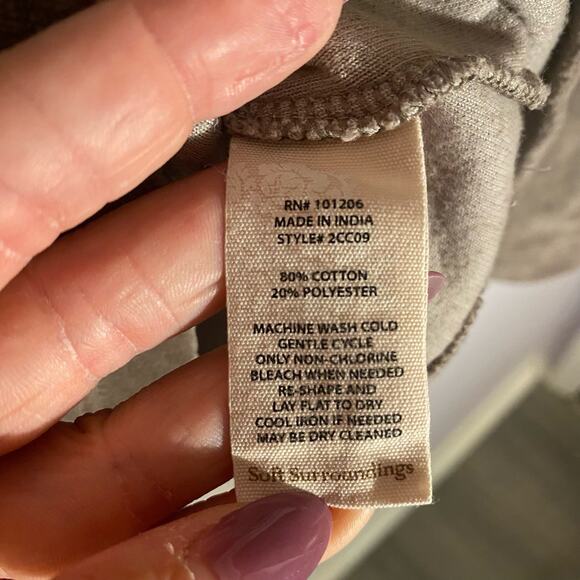 RN# 101206
MADE IN INDIA
STYLE# 2CC09
80% COTTON
20% POLYESTER
MACHINE WASH COLD
GENTLE CYCLE
ONLY NON-CHLORINE
BLEACH WHEN NEEDED
RE-SHAPE AND
LAY FLAT TO DRY
COOL IRON IF NEEDED
MAY BE DRY CLEANED
Soft Surroundings